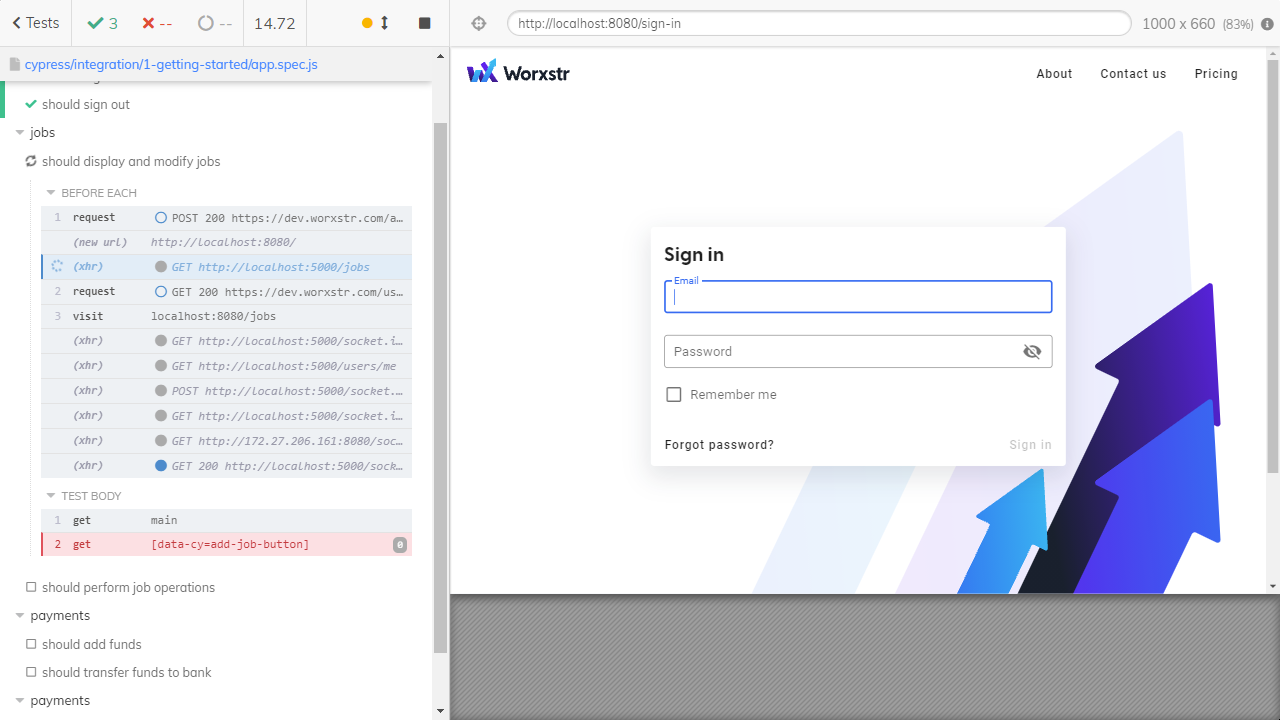 Tests
3
--
--
14.72
http://localhost:8080/sign-in
1000 x 660 (83%)
cypress/integration/1-getting-started/app.spec.js
should sign out
jobs
should display and modify jobs
BEFORE EACH
1 request POST 200 https://dev.worxstr.com/a…
(new url) http://localhost:8080/
(xhr) GET http://localhost:5000/jobs
2 request GET 200 https://dev.worxstr.com/us…
3 visit localhost:8080/jobs
(xhr) GET http://localhost:5000/socket.i…
(xhr) GET http://localhost:5000/users/me
(xhr) POST http://localhost:5000/socket.…
(xhr) GET http://localhost:5000/socket.i…
(xhr) GET http://172.27.206.161:8080/soc…
(xhr) GET 200 http://localhost:5000/sock…
TEST BODY
1 get main
2 get [data-cy=add-job-button] 0
should perform job operations
payments
should add funds
should transfer funds to bank
payments
Worxstr
About Contact us Pricing
Sign in
Email
Password
Remember me
Forgot password? Sign in